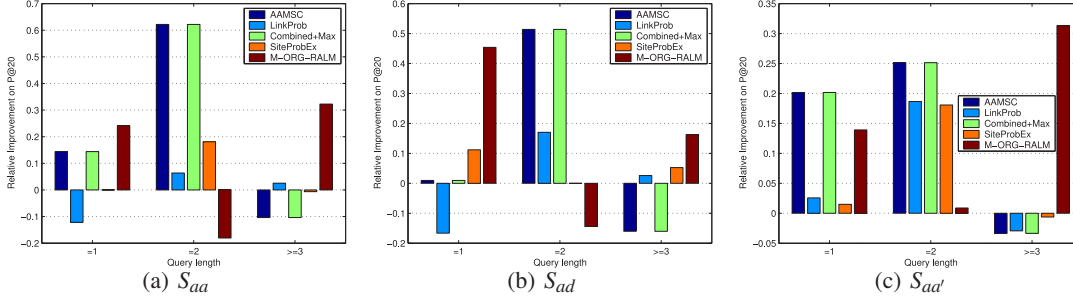 Relative Improvement on P@20
0.7
0.6
0.5
0.4
0.3
0.2
0.1
0
−0.1
−0.2
AAMSC
LinkProb
Combined+Max
SiteProbEx
M−ORG−RALM
=1
=2
>=3
Query length
(a) Saa
Relative Improvement on P@20
0.6
0.5
0.4
0.3
0.2
0.1
0
−0.1
−0.2
AAMSC
LinkProb
Combined+Max
SiteProbEx
M−ORG−RALM
=1
=2
>=3
Query length
(b) Sad
Relative Improvement on P@20
0.35
0.3
0.25
0.2
0.15
0.1
0.05
0
−0.05
AAMSC
LinkProb
Combined+Max
SiteProbEx
M−ORG−RALM
=1
=2
>=3
Query length
(c) Saa′